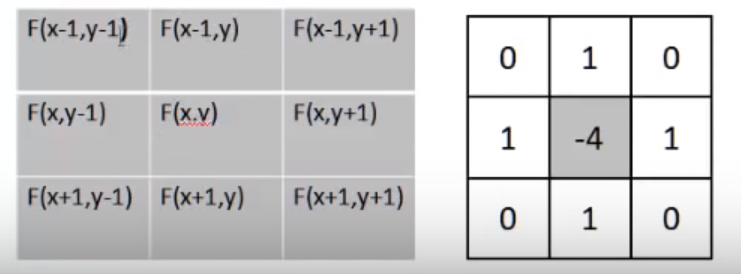 F(x-1,y-1) F(x-1,y) F(x-1,y+1)
F(x,y-1) F(x.y) F(x,y+1)
F(x+1,y-1) F(x+1,y) F(x+1,y+1)
0 1 0
1 -4 1
0 1 0